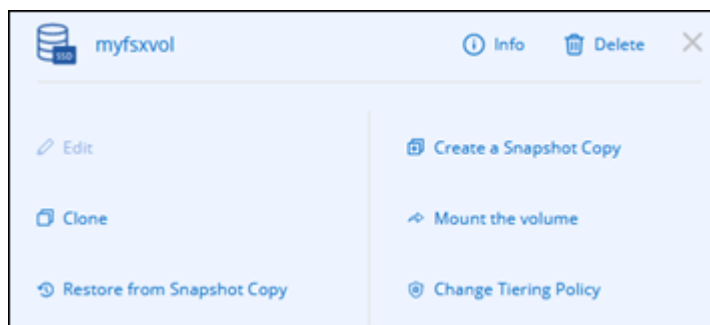 myfsxvol Info Delete
SSD
Edit Create a Snapshot Copy
Clone Mount the volume
Restore from Snapshot Copy Change Tiering Policy